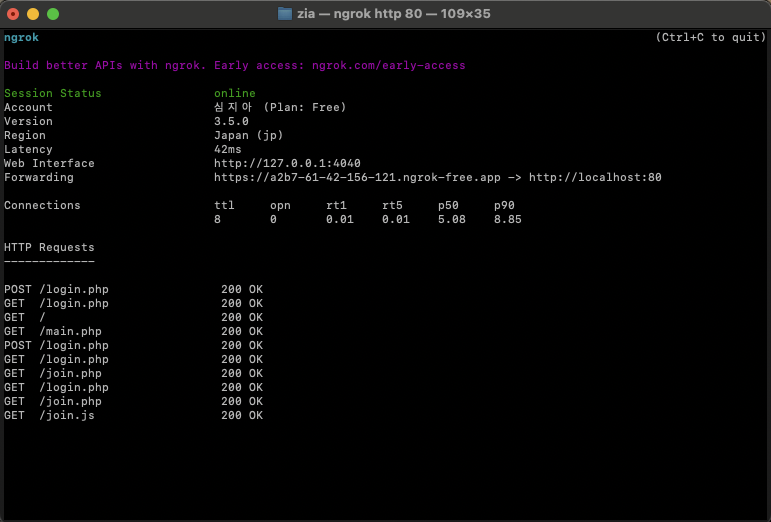 zia — ngrok http 80 — 109×35
ngrok (Ctrl+C to quit)
Build better APIs with ngrok. Early access: ngrok.com/early-access
Session Status online
Account 심지아 (Plan: Free)
Version 3.5.0
Region Japan (jp)
Latency 42ms
Web Interface http://127.0.0.1:4040
Forwarding https://a2b7-61-42-156-121.ngrok-free.app -> http://localhost:80
Connections ttl opn rt1 rt5 p50 p90
8 0 0.01 0.01 5.08 8.85
HTTP Requests
-------------
POST /login.php 200 OK
GET /login.php 200 OK
GET / 200 OK
GET /main.php 200 OK
POST /login.php 200 OK
GET /login.php 200 OK
GET /join.php 200 OK
GET /login.php 200 OK
GET /join.php 200 OK
GET /join.js 200 OK